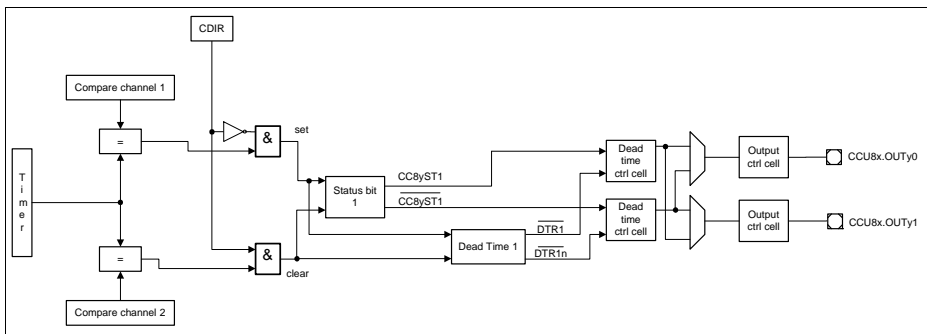 CDIR
Compare channel 1
=
&
set
Timer
Status bit
1
CC8yST1
CC8yST1
Dead
time
ctrl cell
Output
ctrl cell
CCU8x.OUTy0
Dead
time
ctrl cell
Output
ctrl cell
CCU8x.OUTy1
DTR1
Dead Time 1
DTR1n
=
&
clear
Compare channel 2